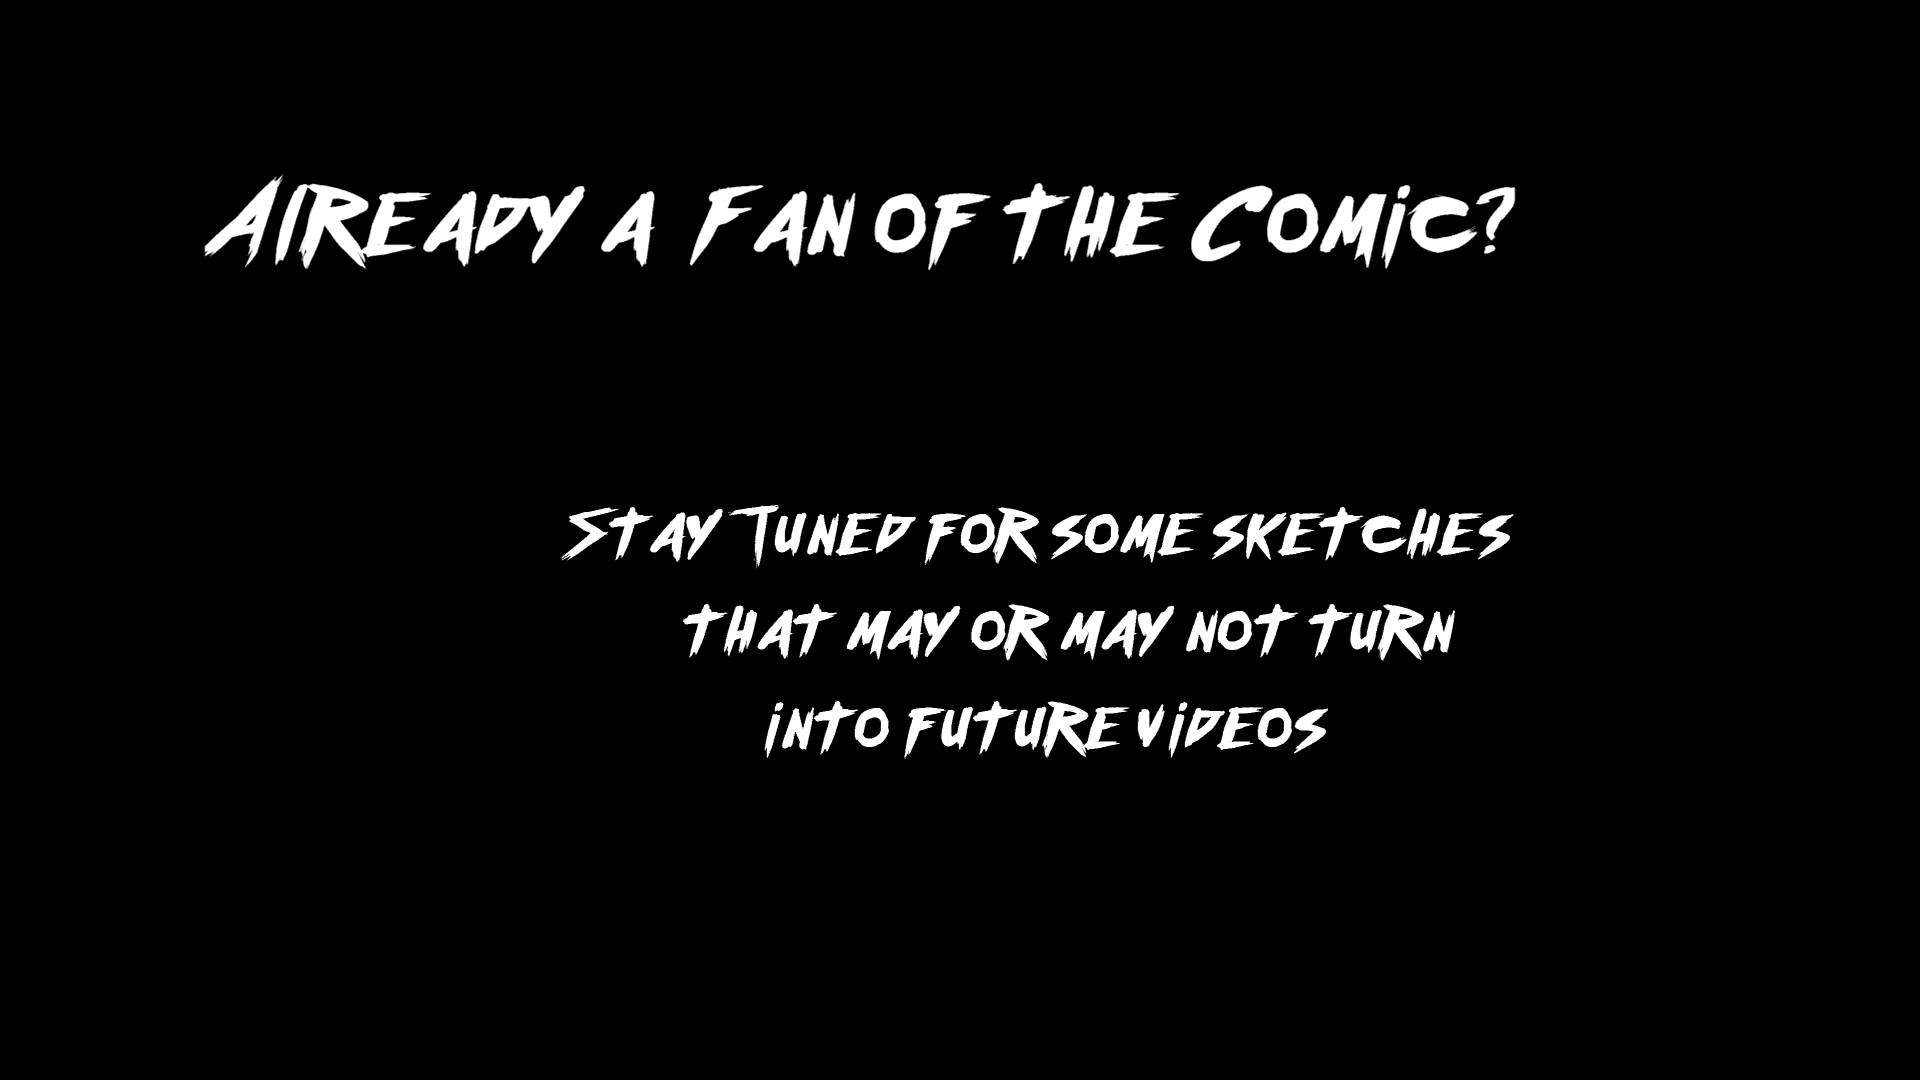 Already a Fan of the Comic?
Stay Tuned for some sketches
that may or may not turn
into future videos